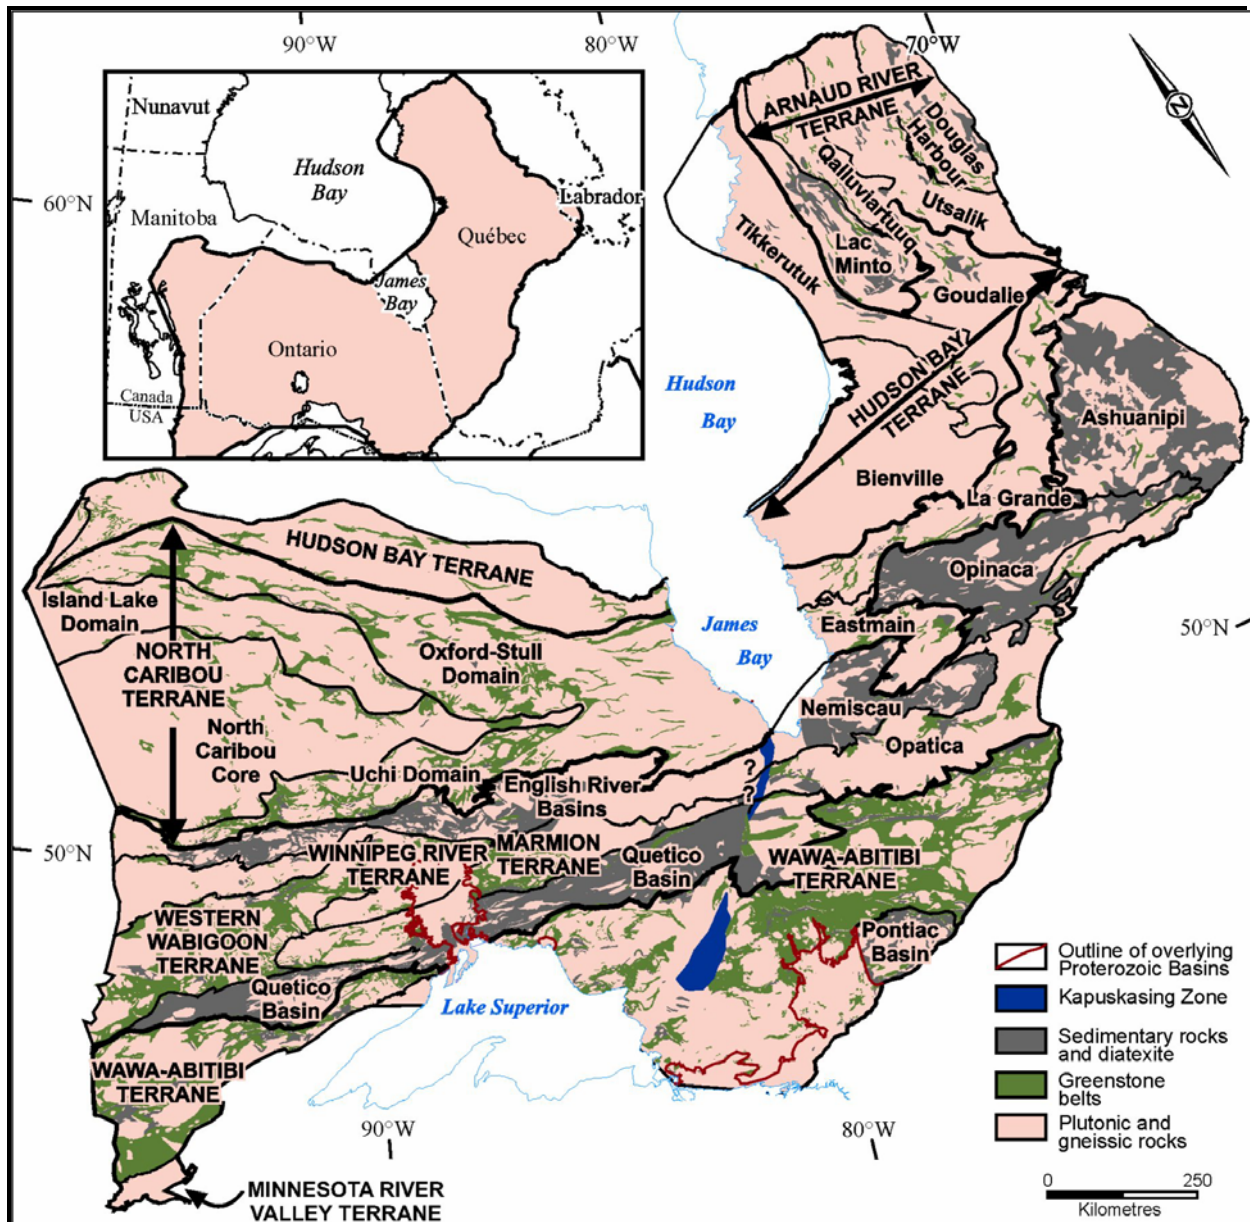 90°W
80°W
70°W
60°N
50°N
50°N
90°W
80°W
N
Nunavut
Hudson
Bay
Manitoba
Labrador
Québec
James
Bay
Ontario
Canada
USA
ARNAUD RIVER
TERRANE
Douglas
Harbour
Qalluviartuuq
Utsalik
Tikkerutuk
Lac
Minto
Goudalie
HUDSON BAY
TERRANE
Hudson
Bay
Ashuanipi
Bienville
La Grande
HUDSON BAY TERRANE
Opinaca
Island Lake
Domain
Eastmain
James
Bay
NORTH
CARIBOU
TERRANE
Oxford-Stull
Domain
Nemiscau
North
Caribou
Core
Opatica
Uchi Domain
English River
Basins
?
?
WINNIPEG RIVER
TERRANE
MARMION
TERRANE
Quetico
Basin
WAWA-ABITIBI
TERRANE
WESTERN
WABIGOON
TERRANE
Pontiac
Basin
Quetico
Basin
Lake Superior
WAWA-ABITIBI
TERRANE
MINNESOTA RIVER
VALLEY TERRANE
Outline of overlying
Proterozoic Basins
Kapuskasing Zone
Sedimentary rocks
and diatexite
Greenstone
belts
Plutonic and
gneissic rocks
0 250
Kilometres